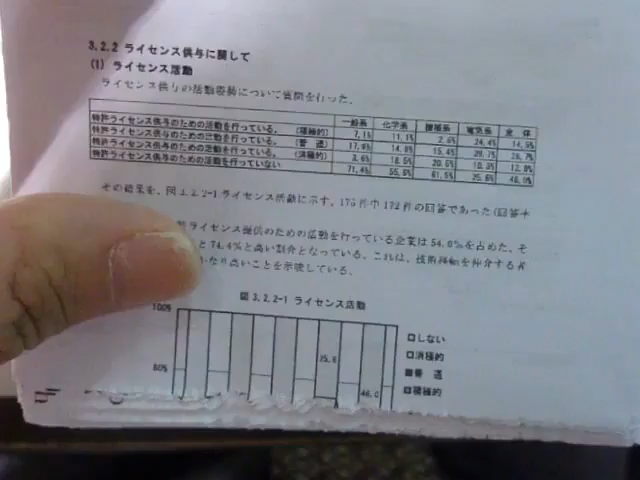 3.2.2 ライセンス供与に関して
(1) ライセンス活動
ライセンス供与の活動姿勢について質問を行った。
一般系 化学系 機械系 電気系 全 体
特許ライセンス供与のための活動を行っている。 (積極的) 7.1% 11.1% 2.6% 24.4%
特許ライセンス供与のための活動を行っている。 (普 通) 17.9% 14.8% 15.4%
特許ライセンス供与のための活動を行っている。 (消極的) 3.6% 18.5% 10.3% 12.8%
特許ライセンス供与のための活動を行っていない 71.4% 55.6% 61.5% 25.6%
その結果を、図3.2.2-1ライセンス活動に示す。175件中172件の回答であった(回答
ライセンス提供のための活動を行っている企業は54.0%を占めた。そ
と74.4%と高い割合となっている。これは、技術移転を仲介する者
なり高いことを示唆している。
図3.2.2-1 ライセンス活動
100%
80%
75.0
46.0
□しない
□消極的
普 通
積極的